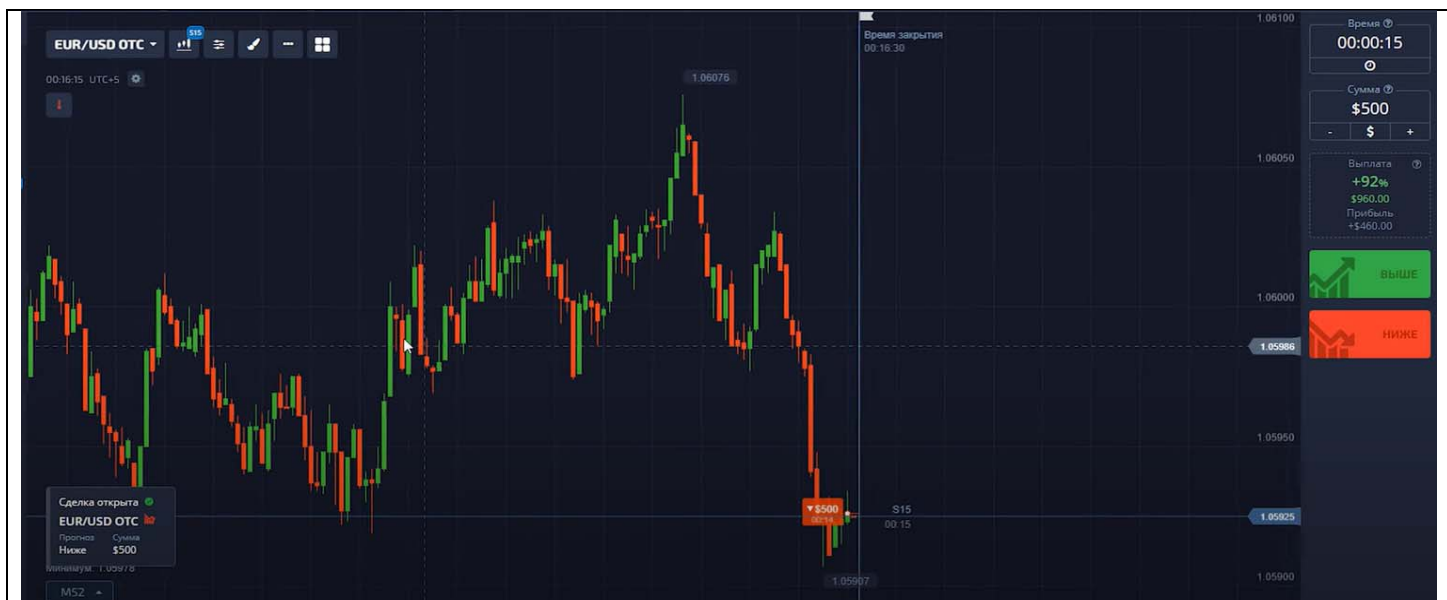 EUR/USD OTC
S15
00:16:15 UTC+5
1.06076
Время закрытия
00:16:30
1.06100
1.06050
1.06000
1.05986
1.05950
1.05925
1.05900
Время
00:00:15
Сумма
$500
- $ +
Выплата
+92%
$960.00
Прибыль
+$460.00
ВЫШЕ
НИЖЕ
Сделка открыта
EUR/USD OTC
Прогноз Сумма
Ниже $500
Минимум: 1.05978
M52
$500
00:14
S15
00:15
1.05907